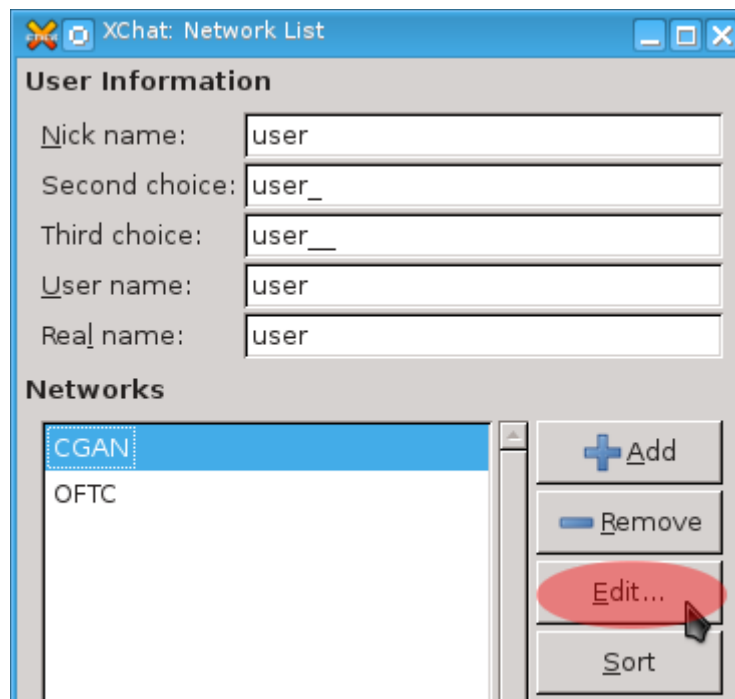 XChat: Network List
User Information
Nick name: user
Second choice: user_
Third choice: user__
User name: user
Real name: user
Networks
CGAN
Add
OFTC
Remove
Edit...
Sort